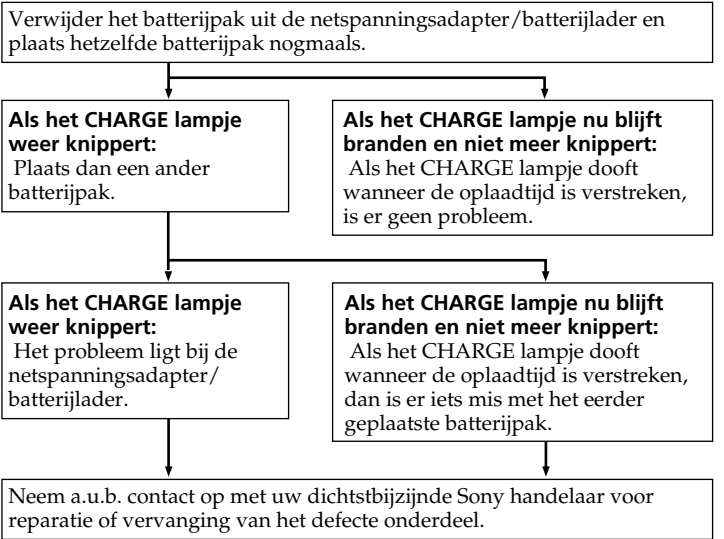 Verwijder het batterijpak uit de netspanningsadapter/batterijlader en
plaats hetzelfde batterijpak nogmaals.
Als het CHARGE lampje
weer knippert:
Plaats dan een ander
batterijpak.
Als het CHARGE lampje nu blijft
branden en niet meer knippert:
Als het CHARGE lampje dooft
wanneer de oplaadtijd is verstreken,
is er geen probleem.
Als het CHARGE lampje
weer knippert:
Het probleem ligt bij de
netspanningsadapter/
batterijlader.
Als het CHARGE lampje nu blijft
branden en niet meer knippert:
Als het CHARGE lampje dooft
wanneer de oplaadtijd is verstreken,
dan is er iets mis met het eerder
geplaatste batterijpak.
Neem a.u.b. contact op met uw dichtstbijzijnde Sony handelaar voor
reparatie of vervanging van het defecte onderdeel.